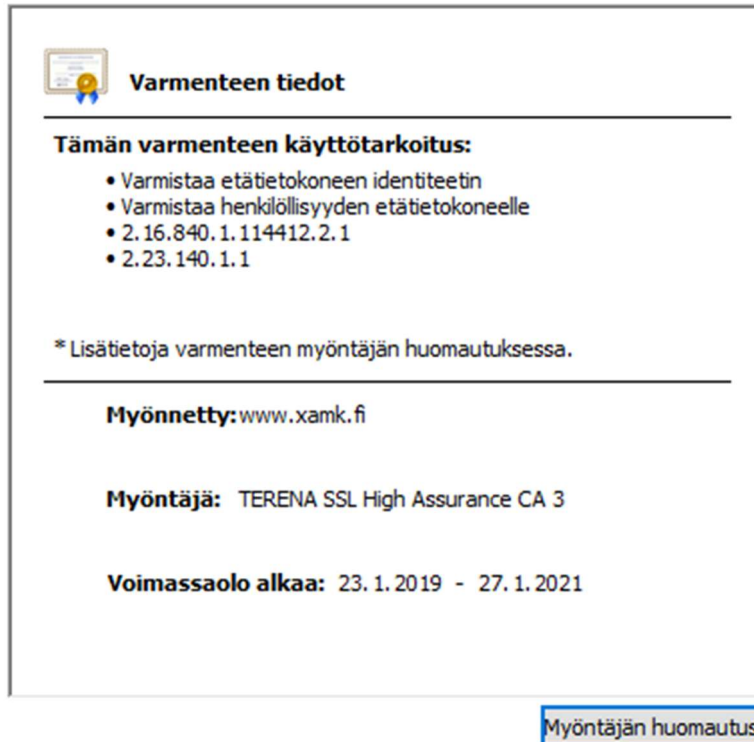 Varmenteen tiedot
Tämän varmenteen käyttötarkoitus:
• Varmistaa etätietokoneen identiteetin
• Varmistaa henkilöllisyyden etätietokoneelle
• 2.16.840.1.114412.2.1
• 2.23.140.1.1
* Lisätietoja varmenteen myöntäjän huomautuksessa.
Myönnetty: www.xamk.fi
Myöntäjä: TERENA SSL High Assurance CA 3
Voimassaolo alkaa: 23.1.2019 - 27.1.2021
Myöntäjän huomautus